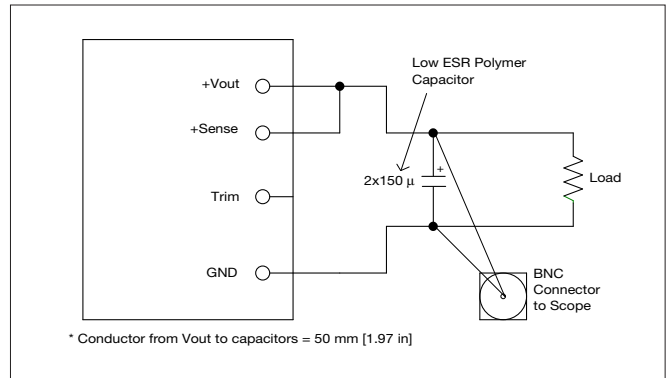 Low ESR Polymer
Capacitor
+Vout
+Sense
+
2x150 μ
Load
Trim
GND
BNC
Connector
to Scope
* Conductor from Vout to capacitors = 50 mm [1.97 in]